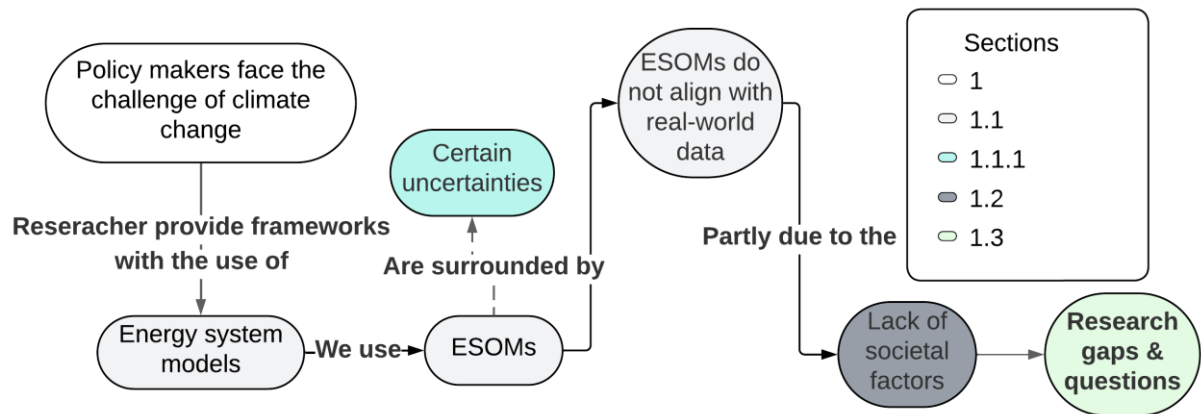 Policy makers face the
challenge of climate
change
Reseracher provide frameworks
with the use of
Energy system
models
We use
ESOMs
Are surrounded by
Certain
uncertainties
ESOMs do
not align with
real-world
data
Partly due to the
Lack of
societal
factors
Research
gaps &
questions
Sections
1
1.1
1.1.1
1.2
1.3